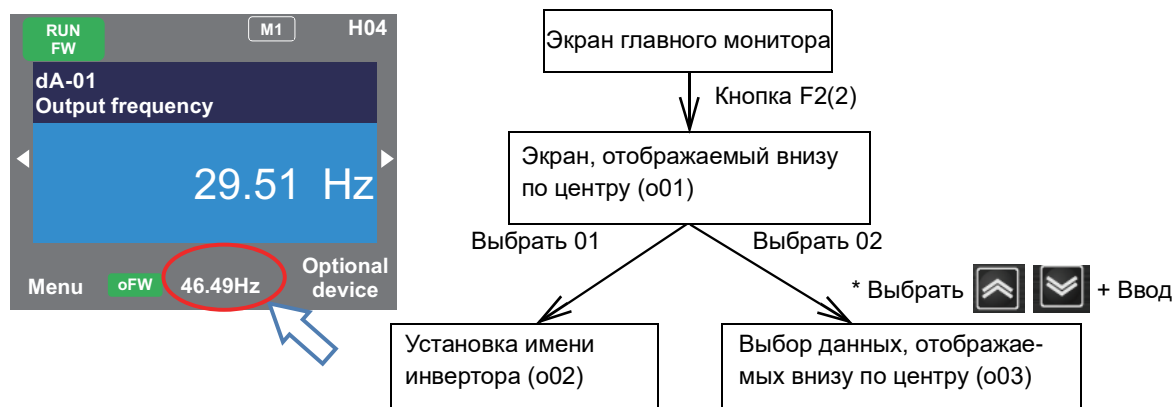 RUN
FW
M1
H04
dA-01
Output frequency
29.51 Hz
Menu
oFW
46.49Hz
Optional
device
Экран главного монитора
Кнопка F2(2)
Экран, отображаемый внизу
по центру (o01)
Выбрать 01
Выбрать 02
* Выбрать + Ввод
Установка имени
инвертора (o02)
Выбор данных, отображае-
мых внизу по центру (o03)